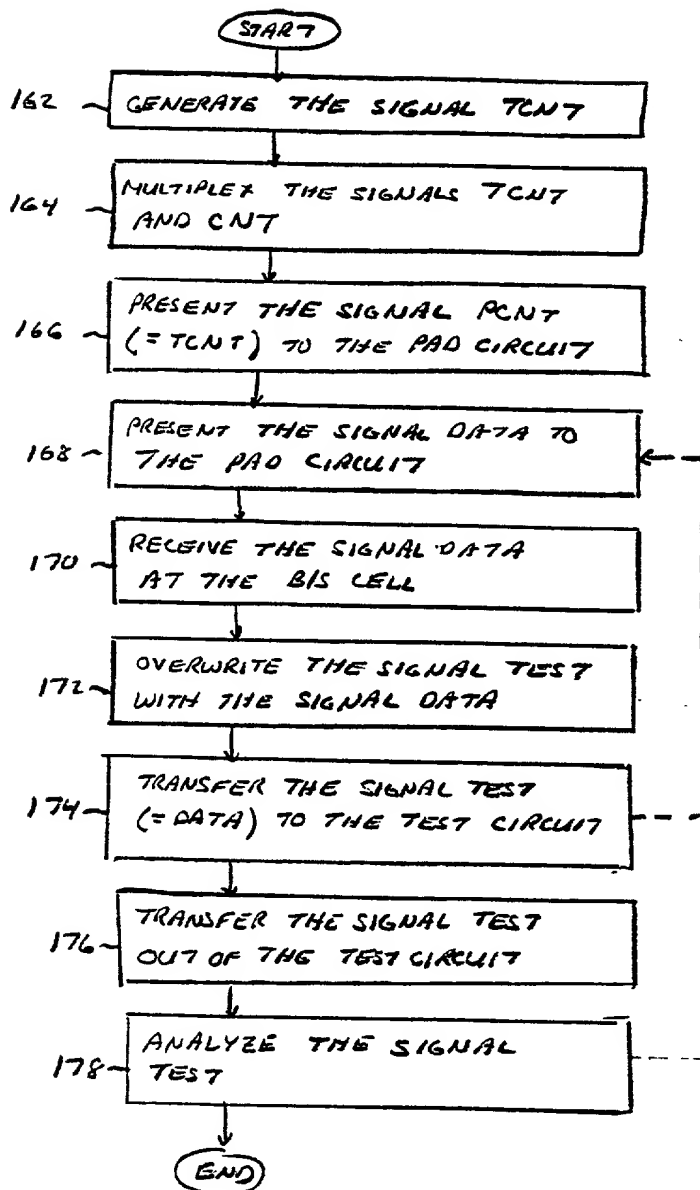 START
162
GENERATE THE SIGNAL TCNT
164
MULTIPLEX THE SIGNALS TCNT
AND CNT
166
PRESENT THE SIGNAL PCNT
(= TCNT) TO THE PAD CIRCUIT
168
PRESENT THE SIGNAL DATA TO
THE PAD CIRCUIT
170
RECEIVE THE SIGNAL DATA
AT THE B/S CELL
172
OVERWRITE THE SIGNAL TEST
WITH THE SIGNAL DATA
174
TRANSFER THE SIGNAL TEST
(= DATA) TO THE TEST CIRCUIT
176
TRANSFER THE SIGNAL TEST
OUT OF THE TEST CIRCUIT
178
ANALYZE THE SIGNAL
TEST
END